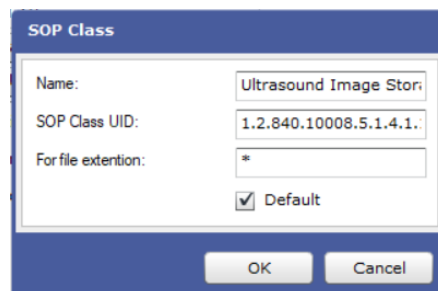 SOP Class
Name: Ultrasound Image Stor
SOP Class UID: 1.2.840.10008.5.1.4.1.
For file extention: *
Default
OK Cancel